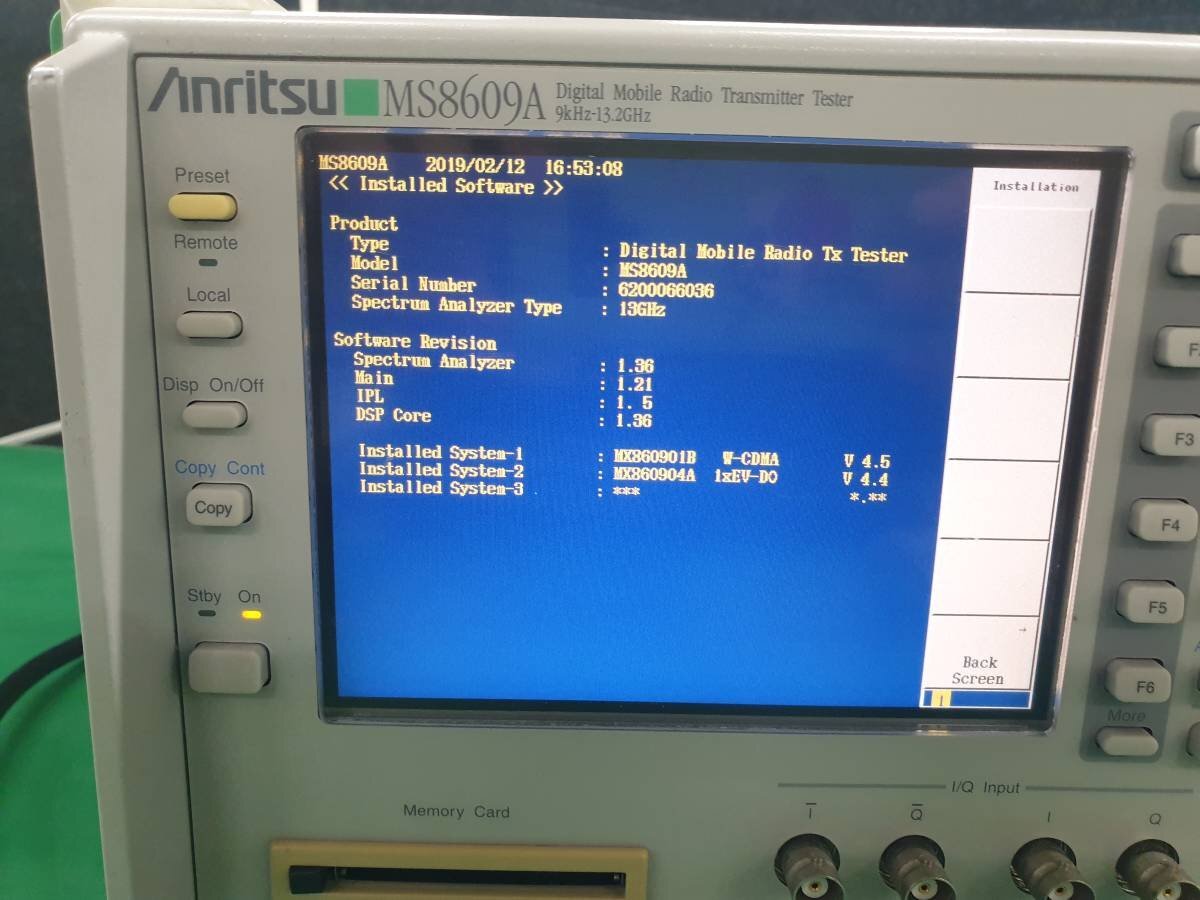 Anritsu MS8609A Digital Mobile Radio Transmitter Tester
9kHz-13.2GHz
MS8609A 2019/02/12 16:53:08
<< Installed Software >>
Product
Type : Digital Mobile Radio Tx Tester
Model : MS8609A
Serial Number : 6200066036
Spectrum Analyzer Type : 13GHz
Software Revision
Spectrum Analyzer : 1.36
Main : 1.21
IPL : 1. 5
DSP Core : 1.36
Installed System-1 : MX860901B W-CDMA V 4.5
Installed System-2 : MX860904A 1xEV-DO V 4.4
Installed System-3 : *** *.**
Installation
→
Back
Screen
1
Preset
Remote
Local
Disp On/Off
Copy Cont
Copy
Stby On
F3
F4
F5
F6
More
Memory Card
I/Q Input
I̅ Q̅ I Q